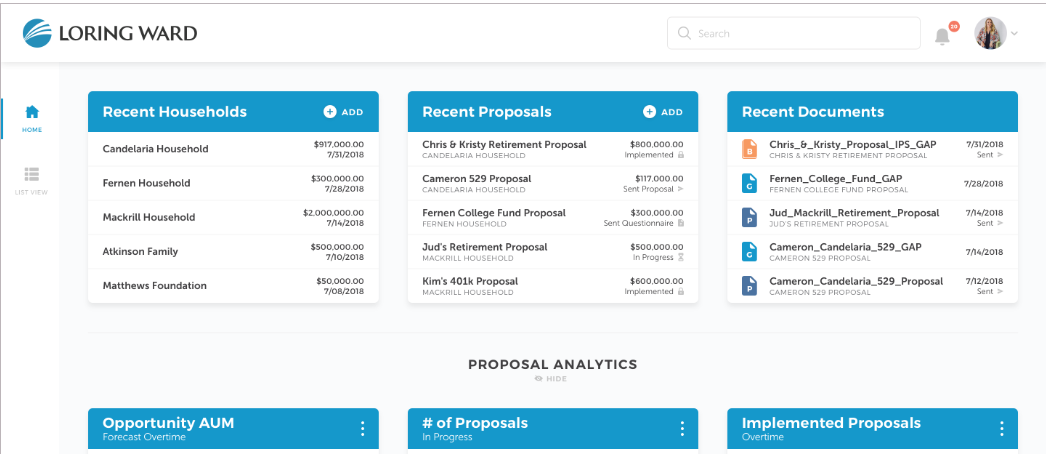 LORING WARD
Search
20
HOME
LIST VIEW
Recent Households
ADD
Candelaria Household
$917,000.00
7/31/2018
Fernen Household
$300,000.00
7/28/2018
Mackrill Household
$2,000,000.00
7/14/2018
Atkinson Family
$500,000.00
7/10/2018
Matthews Foundation
$50,000.00
7/08/2018
Recent Proposals
ADD
Chris & Kristy Retirement Proposal
$800,000.00
CANDELARIA HOUSEHOLD
Implemented
Cameron 529 Proposal
$117,000.00
CANDELARIA HOUSEHOLD
Sent Proposal
Fernen College Fund Proposal
$300,000.00
FERNEN HOUSEHOLD
Sent Questionnaire
Jud's Retirement Proposal
$500,000.00
MACKRILL HOUSEHOLD
In Progress
Kim's 401k Proposal
$600,000.00
MACKRILL HOUSEHOLD
Implemented
Recent Documents
B
Chris_&_Kristy_Proposal_IPS_GAP
7/31/2018
CHRIS & KRISTY RETIREMENT PROPOSAL
Sent
G
Fernen_College_Fund_GAP
7/28/2018
FERNEN COLLEGE FUND PROPOSAL
P
Jud_Mackrill_Retirement_Proposal
7/14/2018
JUD'S RETIREMENT PROPOSAL
Sent
G
Cameron_Candelaria_529_GAP
7/14/2018
CAMERON 529 PROPOSAL
P
Cameron_Candelaria_529_Proposal
7/12/2018
CAMERON 529 PROPOSAL
Sent
PROPOSAL ANALYTICS
HIDE
Opportunity AUM
Forecast Overtime
# of Proposals
In Progress
Implemented Proposals
Overtime